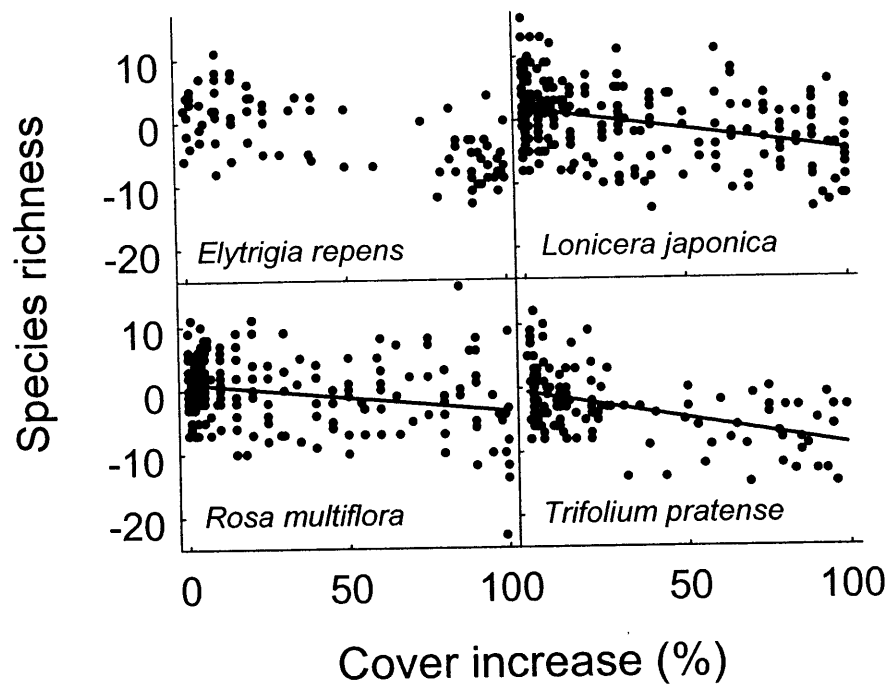 Species richness
10
0
-10
-20
Elytrigia repens
Lonicera japonica
10
0
-10
-20
Rosa multiflora
Trifolium pratense
0 50 100 50 100
Cover increase (%)